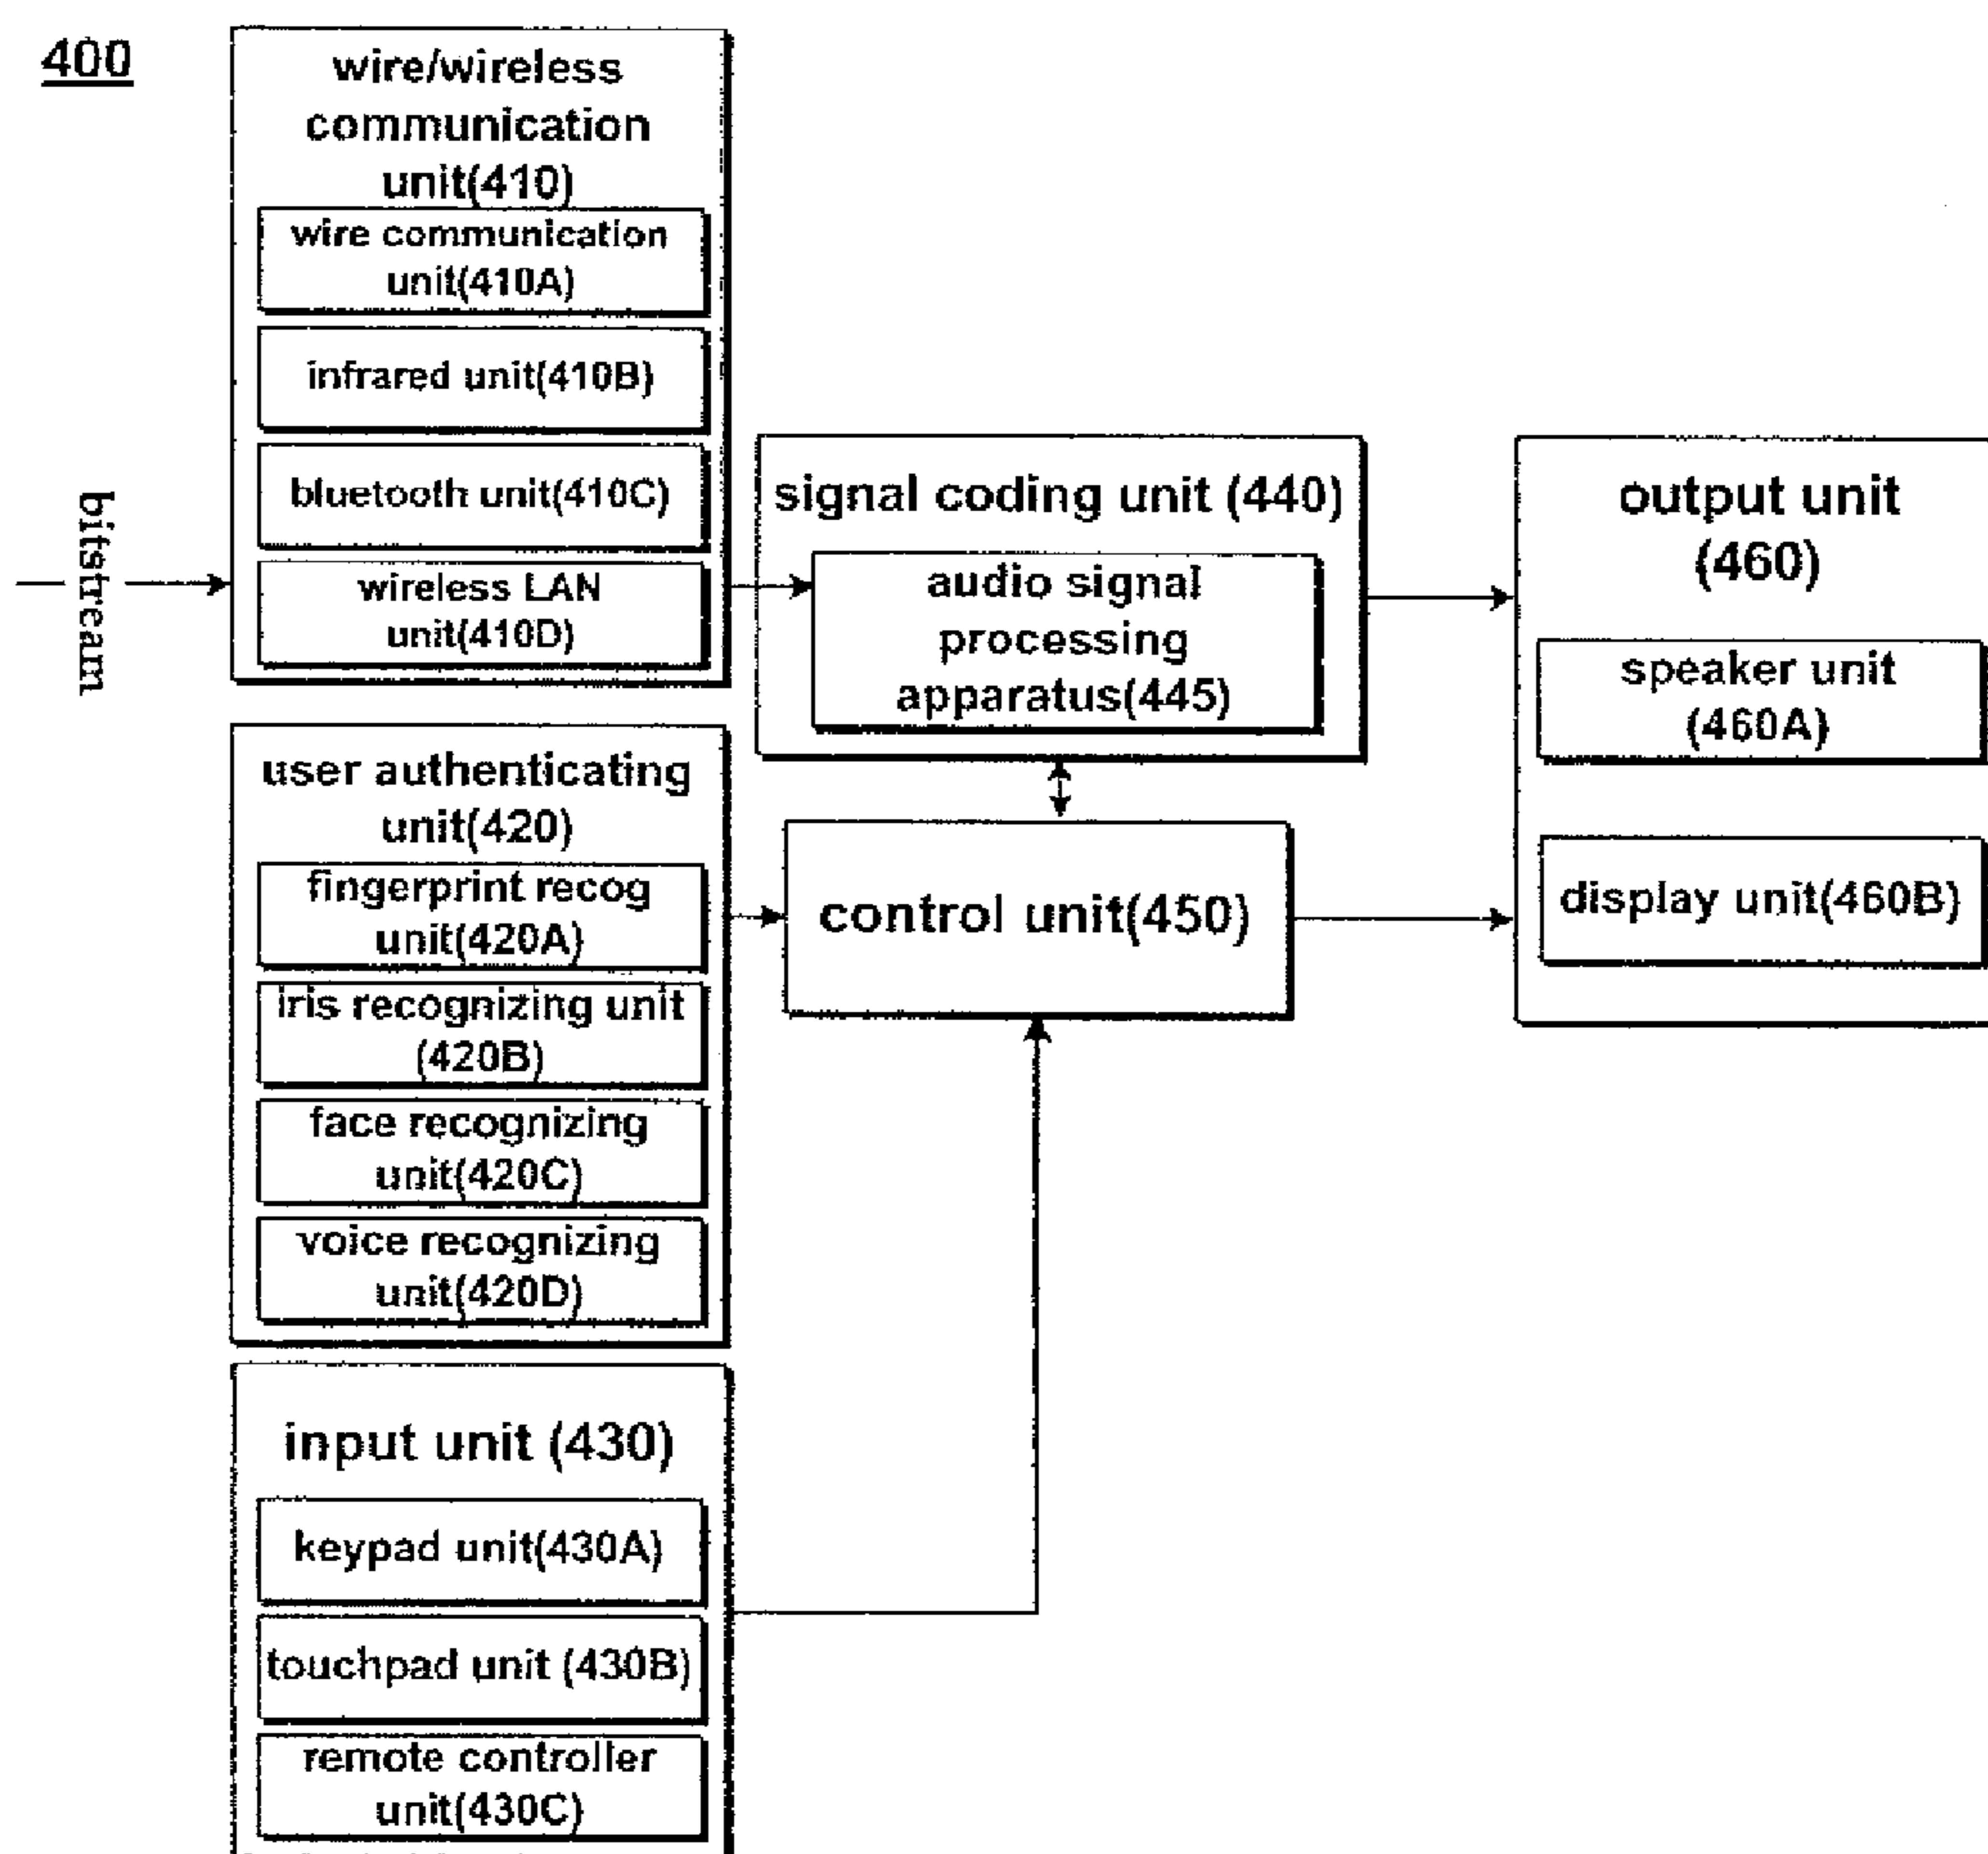 400
wire/wireless
communication
unit(410)
wire communication
unit(410A)
infrared unit(410B)
bluetooth unit(410C)
wireless LAN
unit(410D)
bitstream
user authenticating
unit(420)
fingerprint recog
unit(420A)
iris recognizing unit
(420B)
face recognizing
unit(420C)
voice recognizing
unit(420D)
input unit (430)
keypad unit(430A)
touchpad unit (430B)
remote controller
unit(430C)
signal coding unit (440)
audio signal
processing
apparatus(445)
control unit(450)
output unit
(460)
speaker unit
(460A)
display unit(460B)